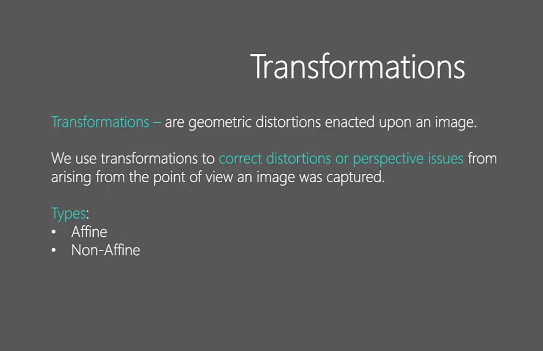 Transformations
Transformations – are geometric distortions enacted upon an image.
We use transformations to correct distortions or perspective issues from
arising from the point of view an image was captured.
Types:
• Affine
• Non-Affine